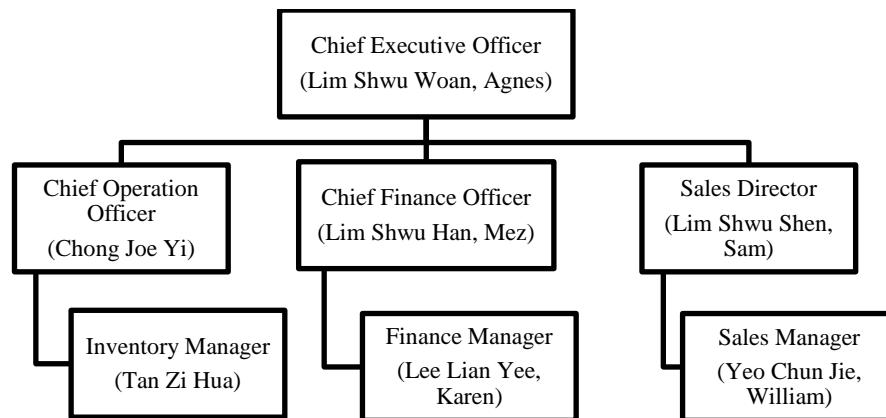 Chief Executive Officer
(Lim Shwu Woan, Agnes)
Chief Operation
Officer
(Chong Joe Yi)
Chief Finance Officer
(Lim Shwu Han, Mez)
Sales Director
(Lim Shwu Shen,
Sam)
Inventory Manager
(Tan Zi Hua)
Finance Manager
(Lee Lian Yee,
Karen)
Sales Manager
(Yeo Chun Jie,
William)